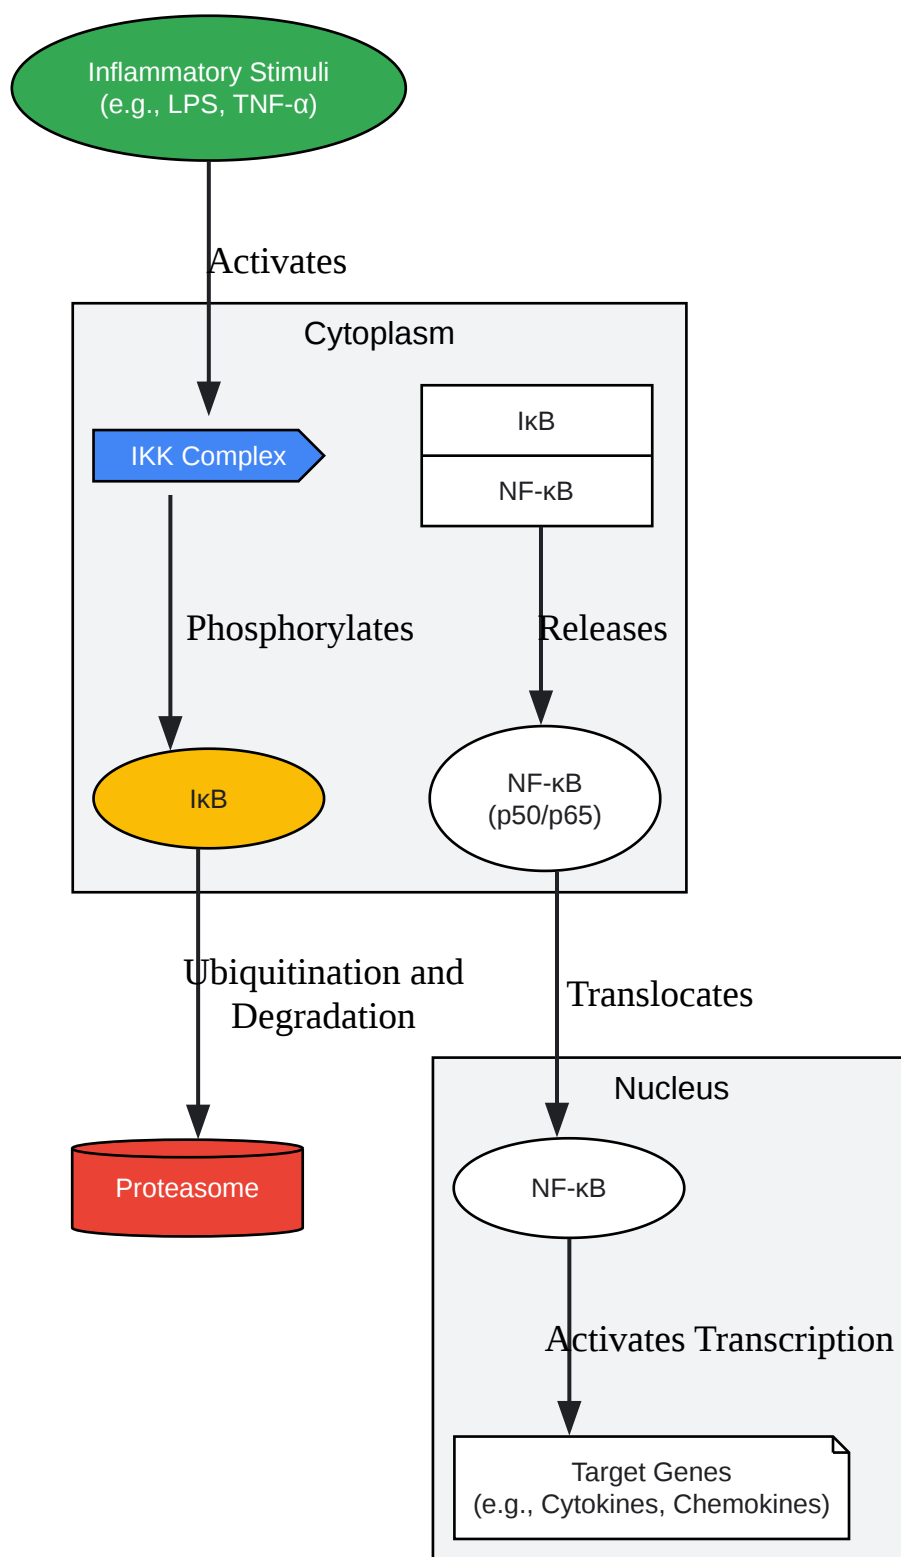 Inflammatory Stimuli
(e.g., LPS, TNF-α)
Activates
Cytoplasm
IKK Complex
IκB
NF-κB
Phosphorylates
Releases
IκB
NF-κB
(p50/p65)
Ubiquitination and
Degradation
Translocates
Nucleus
Proteasome
NF-κB
Activates Transcription
Target Genes
(e.g., Cytokines, Chemokines)